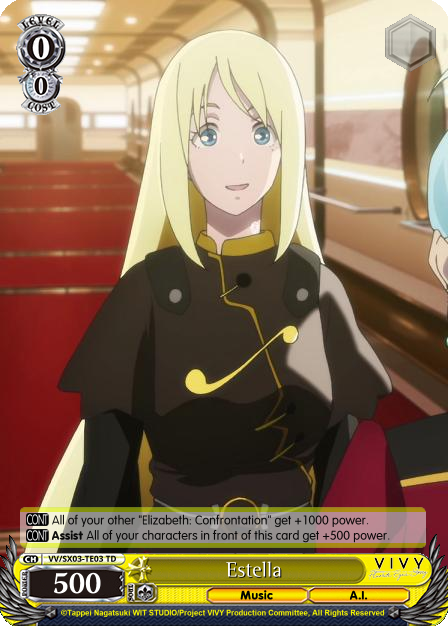 LEVEL
0
0
COST
CONT All of your other "Elizabeth: Confrontation" get +1000 power.
CONT Assist All of your characters in front of this card get +500 power.
CH VV/SX03-TE03 TD
POWER 500 SOUL
Estella
Music A.I.
VIVY
©Tappei Nagatsuki WIT STUDIO/Project VIVY Production Committee, All Rights Reserved